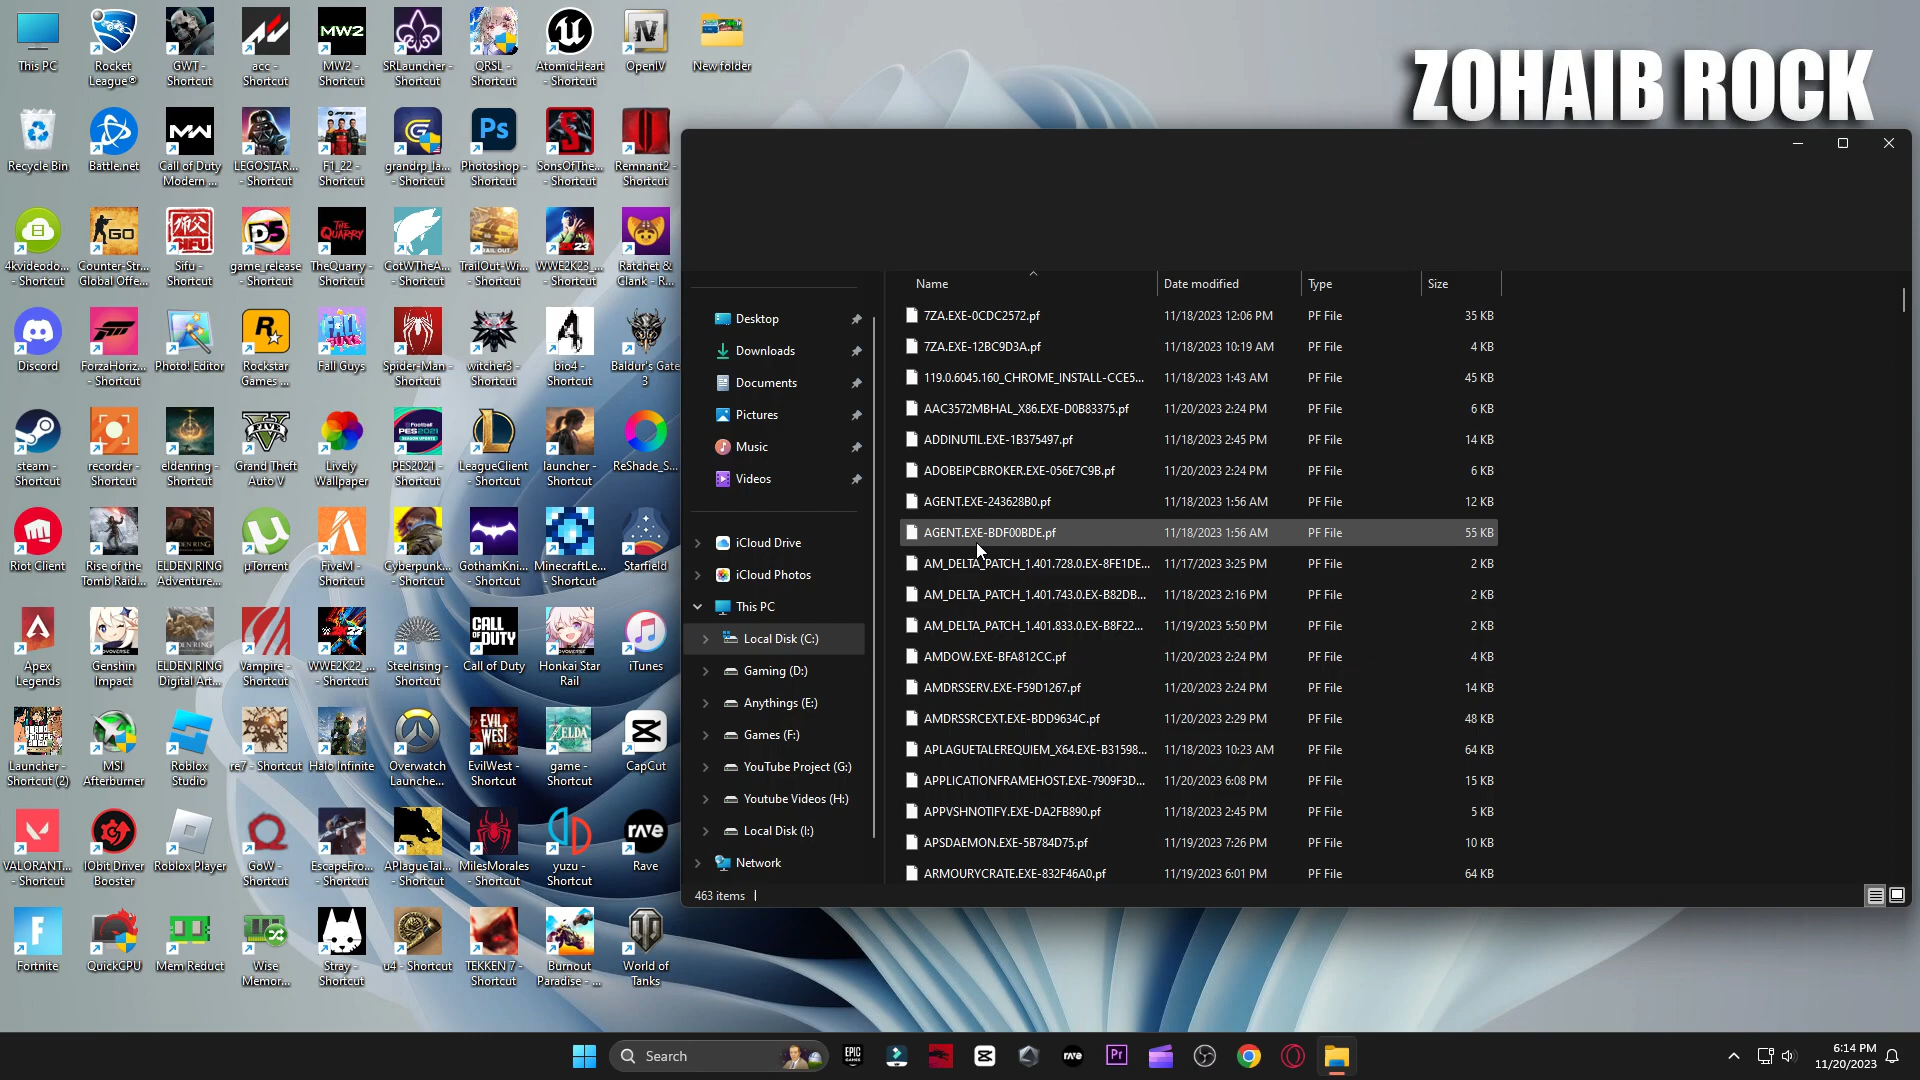 ZOHAIB ROCK
This PC
Rocket
League®
GWT -
Shortcut
acc -
Shortcut
MW2
MW2 -
Shortcut
SRLauncher -
Shortcut
QRSL -
Shortcut
AtomicHeart
- Shortcut
OpenIV
New folder
Recycle Bin
Battle.net
Call of Duty
Modern ...
LEGOSTAR...
- Shortcut
F1_22 -
Shortcut
grandrp_la...
- Shortcut
Ps
Photoshop -
Shortcut
SonsOfThe...
- Shortcut
Remnant2 -
Shortcut
4kvideodo...
- Shortcut
GO
Counter-Str...
Global Offe...
Sifu -
Shortcut
D5
game_release
- Shortcut
THE QUARRY
TheQuarry -
Shortcut
CotWTheA...
- Shortcut
TrailOut-Wi...
- Shortcut
2K23
WWE2K23_...
- Shortcut
Ratchet &
Clank - R...
Discord
ForzaHoriz...
- Shortcut
Photo! Editor
Rockstar
Games ...
Fall Guys
Spider-Man -
Shortcut
witcher3 -
Shortcut
bio4 -
Shortcut
Baldur's Gate
3
steam -
Shortcut
recorder -
Shortcut
eldenring -
Shortcut
Grand Theft
Auto V
Lively
Wallpaper
PES2021 -
Shortcut
LeagueClient
- Shortcut
launcher -
Shortcut
ReShade_S...
Riot Client
Rise of the
Tomb Raid...
ELDEN RING
Adventure...
µTorrent
FiveM -
Shortcut
Cyberpunk...
- Shortcut
GothamKni...
- Shortcut
MinecraftLe...
- Shortcut
Starfield
Apex
Legends
Genshin
Impact
ELDEN RING
Digital Art...
Vampire -
Shortcut
WWE2K22_...
- Shortcut
Steelrising -
Shortcut
CALL OF DUTY
Call of Duty
Honkai Star
Rail
iTunes
Launcher -
Shortcut (2)
MSI
Afterburner
Roblox
Studio
re7 - Shortcut
Halo Infinite
Overwatch
Launche...
EVIL WEST
EvilWest -
Shortcut
ZELDA
game -
Shortcut
CapCut
VALORANT...
- Shortcut
IObit Driver
Booster
Roblox Player
GoW -
Shortcut
EscapeFro...
- Shortcut
APlagueTal...
- Shortcut
MilesMorales
- Shortcut
yuzu -
Shortcut
rave
Rave
Fortnite
QuickCPU
Mem Reduct
Wise
Memor...
Stray -
Shortcut
u4 - Shortcut
TEKKEN 7 -
Shortcut
Burnout
Paradise - ...
World of
Tanks
Desktop
Downloads
Documents
Pictures
Music
Videos
iCloud Drive
iCloud Photos
This PC
Local Disk (C:)
Gaming (D:)
Anythings (E:)
Games (F:)
YouTube Project (G:)
Youtube Videos (H:)
Local Disk (I:)
Network
Name Date modified Type Size
7ZA.EXE-0CDC2572.pf 11/18/2023 12:06 PM PF File 35 KB
7ZA.EXE-12BC9D3A.pf 11/18/2023 10:19 AM PF File 4 KB
119.0.6045.160_CHROME_INSTALL-CCE5... 11/18/2023 1:43 AM PF File 45 KB
AAC3572MBHAL_X86.EXE-D0B83375.pf 11/20/2023 2:24 PM PF File 6 KB
ADDINUTIL.EXE-1B375497.pf 11/18/2023 2:45 PM PF File 14 KB
ADOBEIPCBROKER.EXE-056E7C9B.pf 11/20/2023 2:24 PM PF File 6 KB
AGENT.EXE-243628B0.pf 11/18/2023 1:56 AM PF File 12 KB
AGENT.EXE-BDF00BDE.pf 11/18/2023 1:56 AM PF File 55 KB
AM_DELTA_PATCH_1.401.728.0.EX-8FE1DE... 11/17/2023 3:25 PM PF File 2 KB
AM_DELTA_PATCH_1.401.743.0.EX-B82DB... 11/18/2023 2:16 PM PF File 2 KB
AM_DELTA_PATCH_1.401.833.0.EX-B8F22... 11/19/2023 5:50 PM PF File 2 KB
AMDOW.EXE-BFA812CC.pf 11/20/2023 2:24 PM PF File 4 KB
AMDRSSERV.EXE-F59D1267.pf 11/20/2023 2:24 PM PF File 14 KB
AMDRSSRCEXT.EXE-BDD9634C.pf 11/20/2023 2:29 PM PF File 48 KB
APLAGUETALEREQUIEM_X64.EXE-B31598... 11/18/2023 10:23 AM PF File 64 KB
APPLICATIONFRAMEHOST.EXE-7909F3D... 11/20/2023 6:08 PM PF File 15 KB
APPVSHNOTIFY.EXE-DA2FB890.pf 11/18/2023 2:45 PM PF File 5 KB
APSDAEMON.EXE-5B784D75.pf 11/19/2023 7:26 PM PF File 10 KB
ARMOURYCRATE.EXE-832F46A0.pf 11/19/2023 6:01 PM PF File 64 KB
463 items
Search
EPIC GAMES
rave
Pr
6:14 PM
11/20/2023